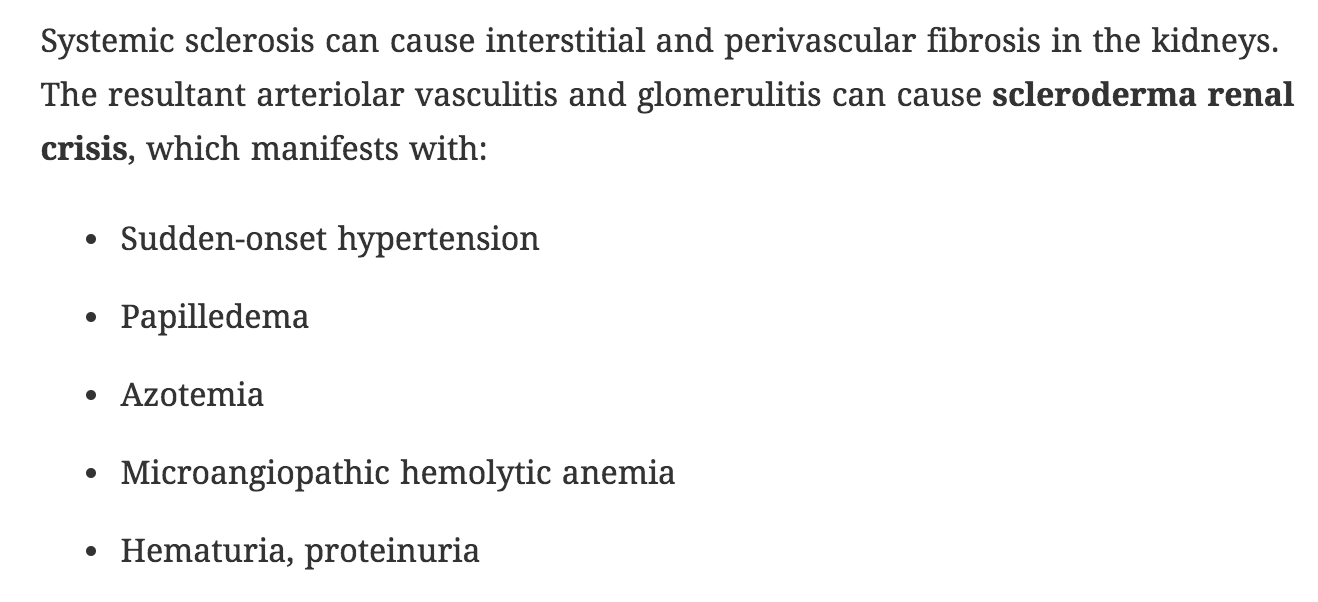 Systemic sclerosis can cause interstitial and perivascular fibrosis in the kidneys.
The resultant arteriolar vasculitis and glomerulitis can cause scleroderma renal
crisis, which manifests with:
• Sudden-onset hypertension
• Papilledema
• Azotemia
• Microangiopathic hemolytic anemia
• Hematuria, proteinuria